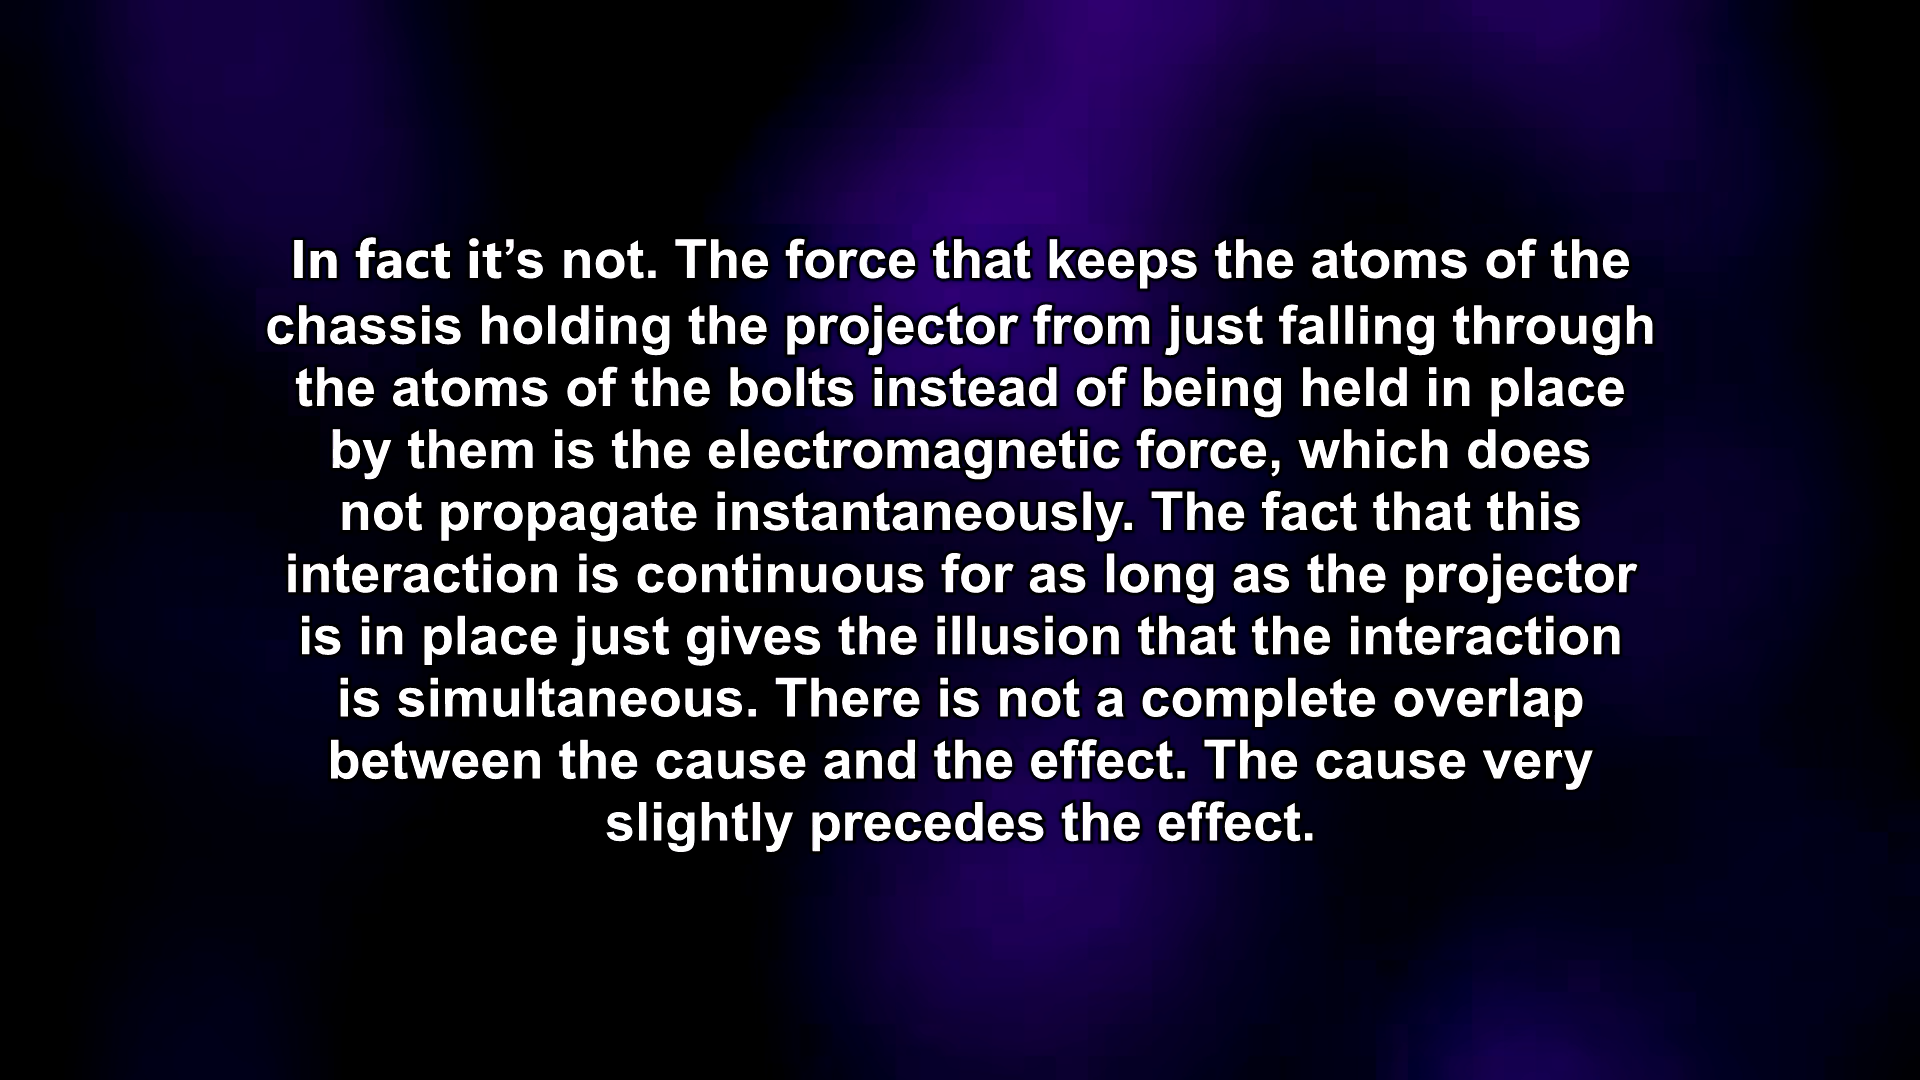 In fact it’s not. The force that keeps the atoms of the
chassis holding the projector from just falling through
the atoms of the bolts instead of being held in place
by them is the electromagnetic force, which does
not propagate instantaneously. The fact that this
interaction is continuous for as long as the projector
is in place just gives the illusion that the interaction
is simultaneous. There is not a complete overlap
between the cause and the effect. The cause very
slightly precedes the effect.